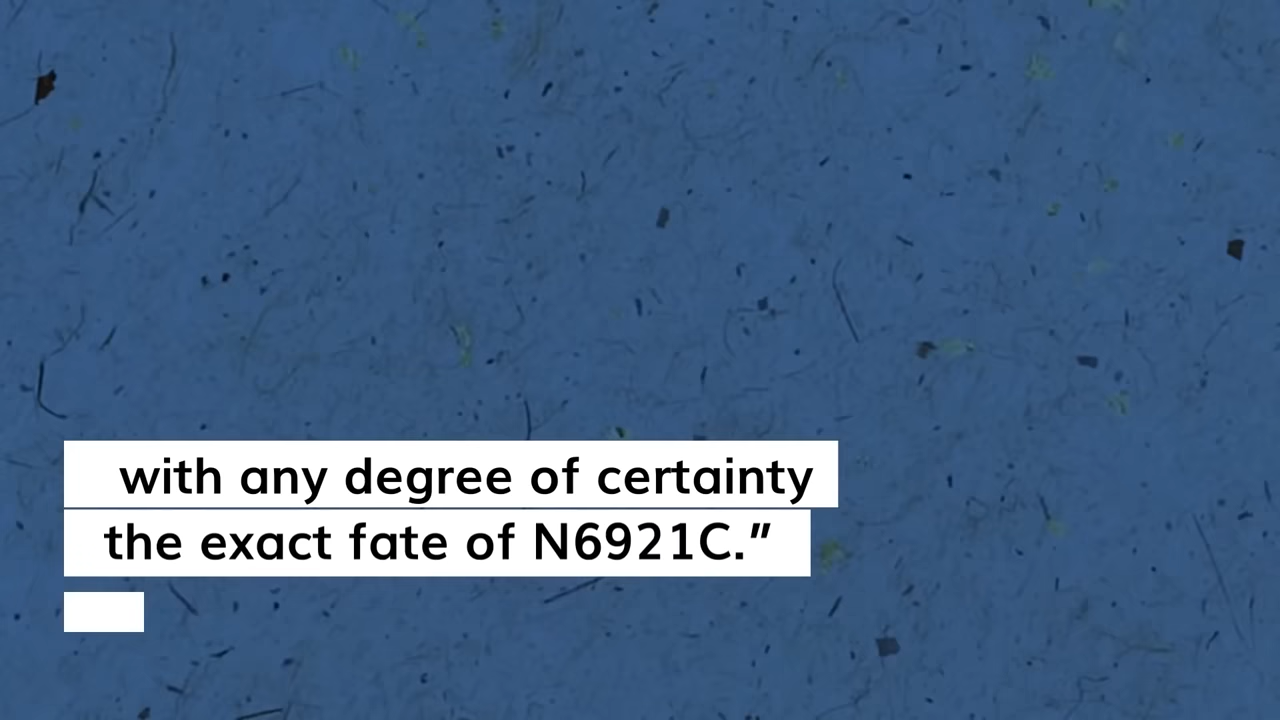 with any degree of certainty
the exact fate of N6921C.”